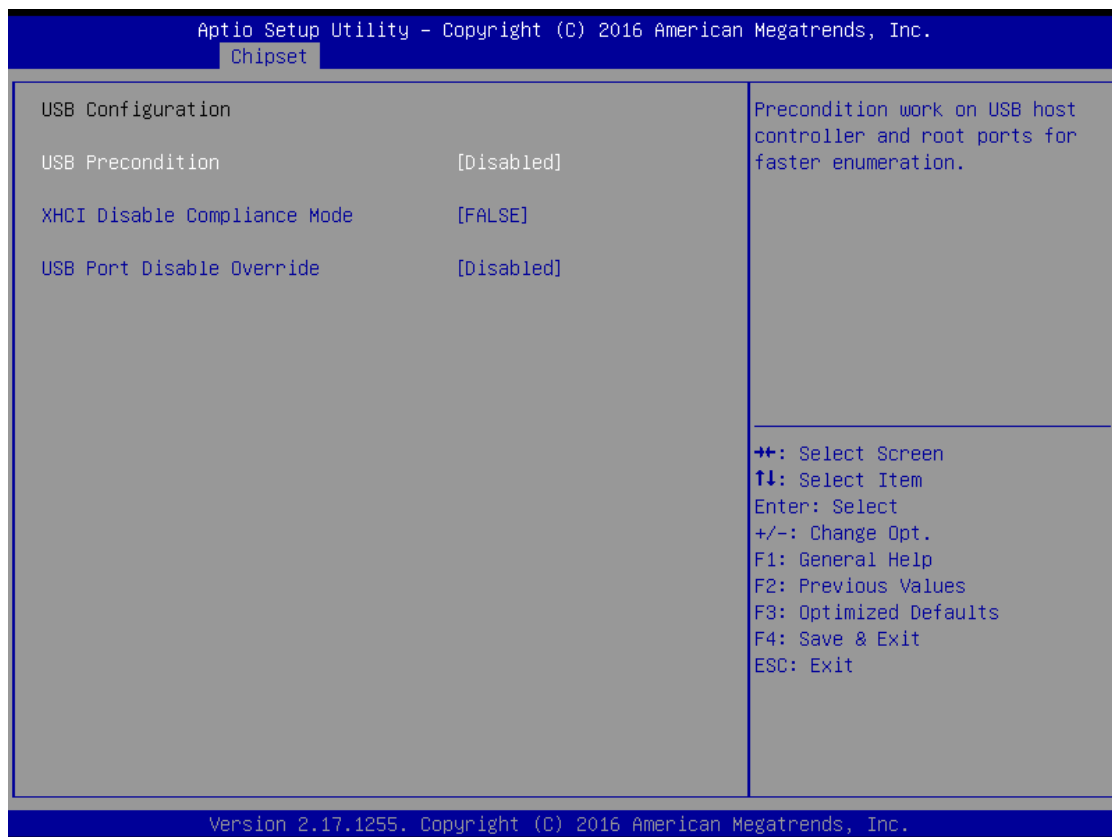 Aptio Setup Utility – Copyright (C) 2016 American Megatrends, Inc.
Chipset
USB Configuration
USB Precondition [Disabled]
XHCI Disable Compliance Mode [FALSE]
USB Port Disable Override [Disabled]
Precondition work on USB host
controller and root ports for
faster enumeration.
→←: Select Screen
↑↓: Select Item
Enter: Select
+/-: Change Opt.
F1: General Help
F2: Previous Values
F3: Optimized Defaults
F4: Save & Exit
ESC: Exit
Version 2.17.1255. Copyright (C) 2016 American Megatrends, Inc.